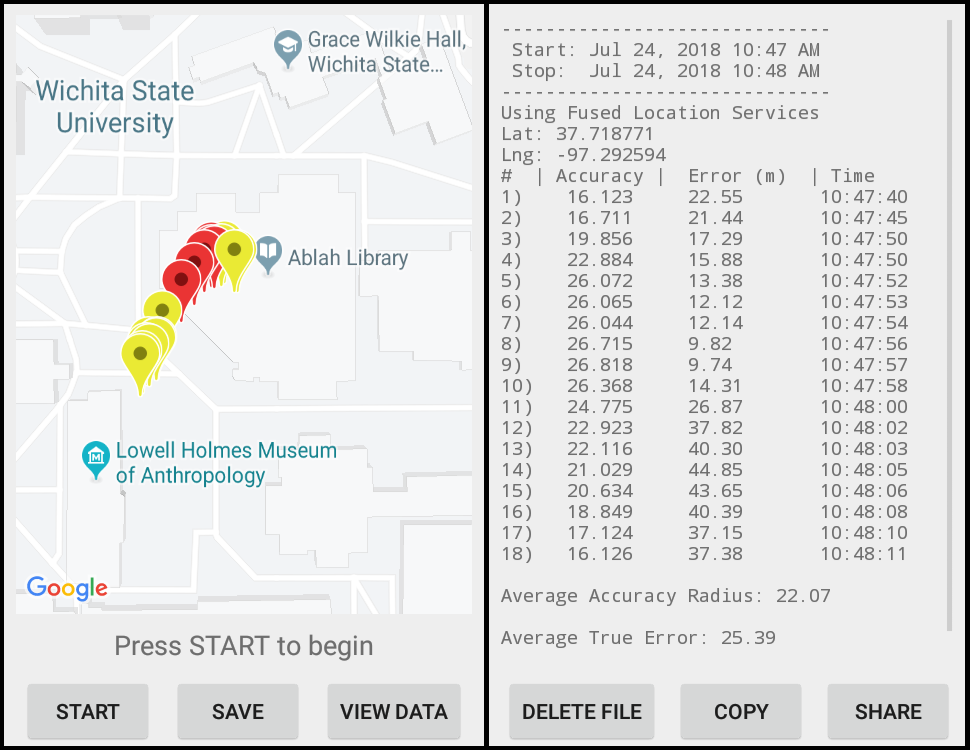 Grace Wilkie Hall,
Wichita State...
Wichita State
University
Ablah Library
Lowell Holmes Museum
of Anthropology
Google
Press START to begin
START
SAVE
VIEW DATA
------------------------------
Start: Jul 24, 2018 10:47 AM
Stop: Jul 24, 2018 10:48 AM
------------------------------
Using Fused Location Services
Lat: 37.718771
Lng: -97.292594
# | Accuracy | Error (m) | Time
1) 16.123 22.55 10:47:40
2) 16.711 21.44 10:47:45
3) 19.856 17.29 10:47:50
4) 22.884 15.88 10:47:50
5) 26.072 13.38 10:47:52
6) 26.065 12.12 10:47:53
7) 26.044 12.14 10:47:54
8) 26.715 9.82 10:47:56
9) 26.818 9.74 10:47:57
10) 26.368 14.31 10:47:58
11) 24.775 26.87 10:48:00
12) 22.923 37.82 10:48:02
13) 22.116 40.30 10:48:03
14) 21.029 44.85 10:48:05
15) 20.634 43.65 10:48:06
16) 18.849 40.39 10:48:08
17) 17.124 37.15 10:48:10
18) 16.126 37.38 10:48:11
Average Accuracy Radius: 22.07
Average True Error: 25.39
DELETE FILE
COPY
SHARE